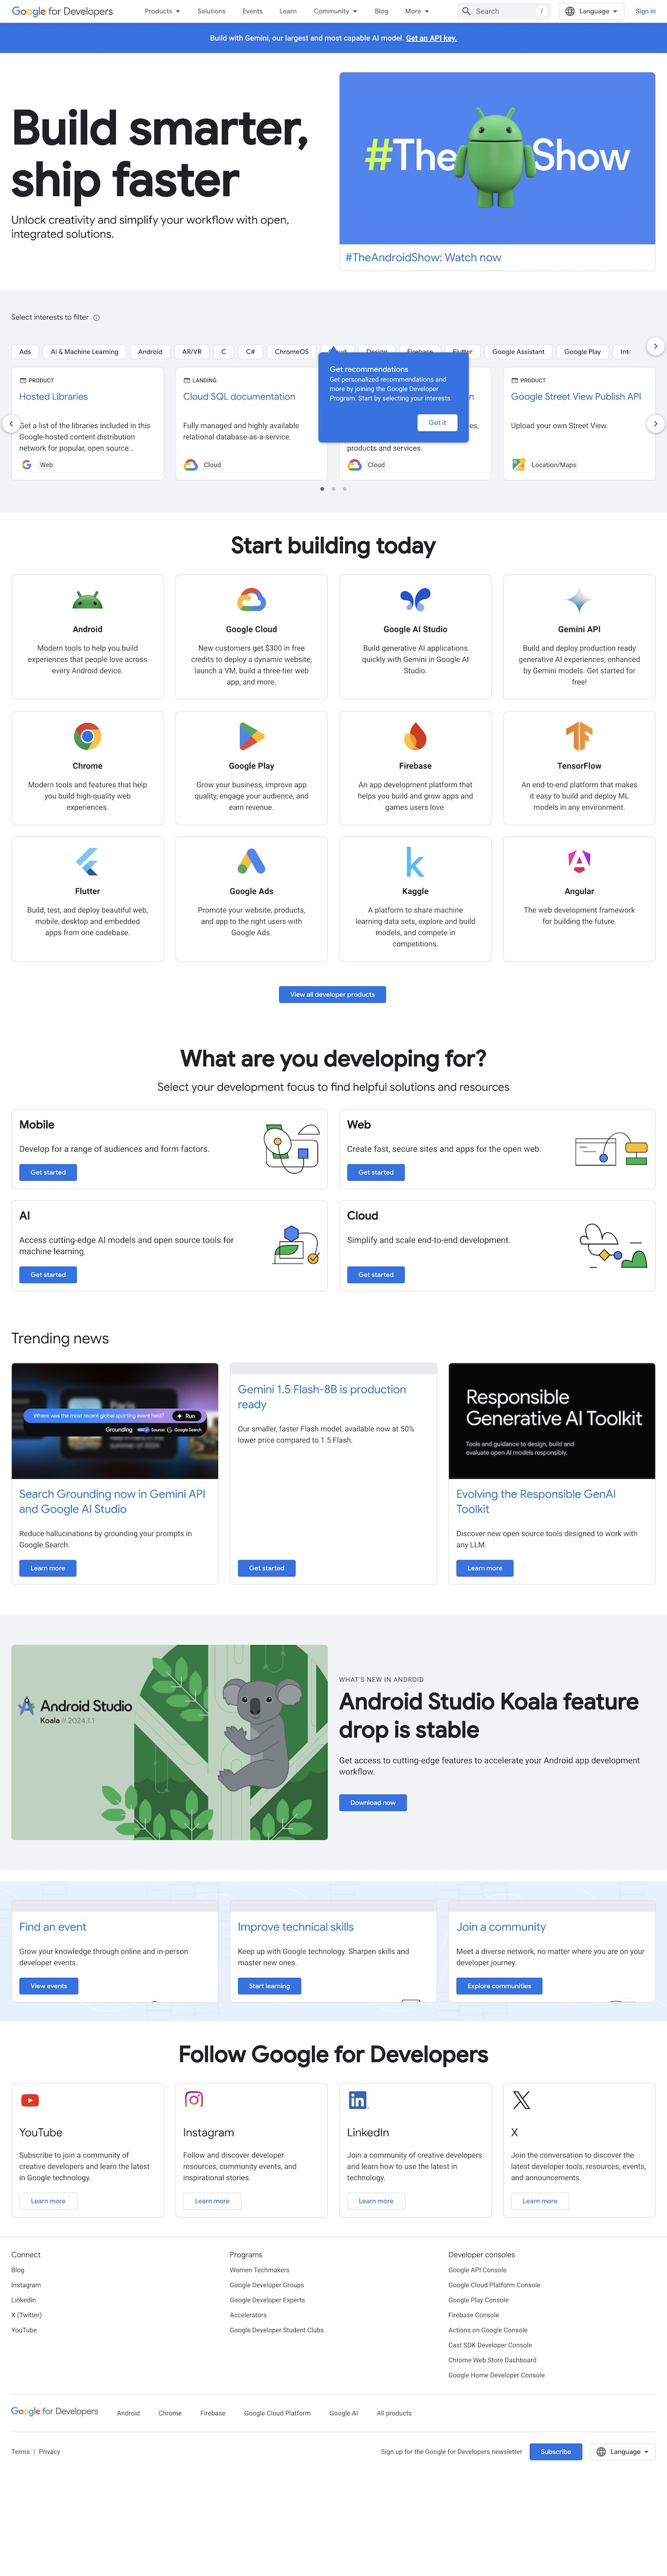 Google for Developers
Products
Solutions
Events
Learn
Community
Blog
More
Search
/
Language
Sign in
Build with Gemini, our largest and most capable AI model. Get an API key.
Build smarter,
ship faster
Unlock creativity and simplify your workflow with open,
integrated solutions.
#The Show
#TheAndroidShow: Watch now
Select interests to filter
Ads
AI & Machine Learning
Android
AR/VR
C
C#
ChromeOS
Design
Firebase
Flutter
Google Assistant
Google Play
Get recommendations
Get personalized recommendations and
more by joining the Google Developer
Program. Start by selecting your interests.
Got it
PRODUCT
Hosted Libraries
Get a list of the libraries included in this
Google-hosted content distribution
network for popular, open source...
Web
LANDING
Cloud SQL documentation
Fully managed and highly available
relational database-as-a-service.
Cloud
products and services.
Cloud
PRODUCT
Google Street View Publish API
Upload your own Street View.
Location/Maps
Start building today
Android
Modern tools to help you build
experiences that people love across
every Android device.
Google Cloud
New customers get $300 in free
credits to deploy a dynamic website,
launch a VM, build a three-tier web
app, and more.
Google AI Studio
Build generative AI applications
quickly with Gemini in Google AI
Studio.
Gemini API
Build and deploy production ready
generative AI experiences, enhanced
by Gemini models. Get started for
free!
Chrome
Modern tools and features that help
you build high-quality web
experiences.
Google Play
Grow your business, improve app
quality, engage your audience, and
earn revenue.
Firebase
An app development platform that
helps you build and grow apps and
games users love.
TensorFlow
An end-to-end platform that makes
it easy to build and deploy ML
models in any environment.
Flutter
Build, test, and deploy beautiful web,
mobile, desktop and embedded
apps from one codebase.
Google Ads
Promote your website, products,
and app to the right users with
Google Ads.
Kaggle
A platform to share machine
learning data sets, explore and build
models, and compete in
competitions.
Angular
The web development framework
for building the future.
View all developer products
What are you developing for?
Select your development focus to find helpful solutions and resources
Mobile
Develop for a range of audiences and form factors.
Get started
Web
Create fast, secure sites and apps for the open web.
Get started
AI
Access cutting-edge AI models and open source tools for
machine learning.
Get started
Cloud
Simplify and scale end-to-end development.
Get started
Trending news
Where was the most recent global sporting event held?
Run
Grounding
Source: Google Search
Search Grounding now in Gemini API
and Google AI Studio
Reduce hallucinations by grounding your prompts in
Google Search.
Learn more
Gemini 1.5 Flash-8B is production
ready
Our smaller, faster Flash model, available now at 50%
lower price compared to 1.5 Flash.
Get started
Responsible
Generative AI Toolkit
Tools and guidance to design, build and
evaluate open AI models responsibly.
Evolving the Responsible GenAI
Toolkit
Discover new open source tools designed to work with
any LLM.
Learn more
Android Studio
Koala // 2024.1.1
WHAT'S NEW IN ANDROID
Android Studio Koala feature
drop is stable
Get access to cutting-edge features to accelerate your Android app development
workflow.
Download now
Find an event
Grow your knowledge through online and in-person
developer events.
View events
Improve technical skills
Keep up with Google technology. Sharpen skills and
master new ones.
Start learning
Join a community
Meet a diverse network, no matter where you are on your
developer journey.
Explore communities
Follow Google for Developers
YouTube
Subscribe to join a community of
creative developers and learn the latest
in Google technology.
Learn more
Instagram
Follow and discover developer
resources, community events, and
inspirational stories.
Learn more
LinkedIn
Join a community of creative developers
and learn how to use the latest in
technology.
Learn more
X
Join the conversation to discover the
latest developer tools, resources, events,
and announcements.
Learn more
Connect
Blog
Instagram
LinkedIn
X (Twitter)
YouTube
Programs
Women Techmakers
Google Developer Groups
Google Developer Experts
Accelerators
Google Developer Student Clubs
Developer consoles
Google API Console
Google Cloud Platform Console
Google Play Console
Firebase Console
Actions on Google Console
Cast SDK Developer Console
Chrome Web Store Dashboard
Google Home Developer Console
Google for Developers
Android
Chrome
Firebase
Google Cloud Platform
Google AI
All products
Terms | Privacy
Sign up for the Google for Developers newsletter
Subscribe
Language